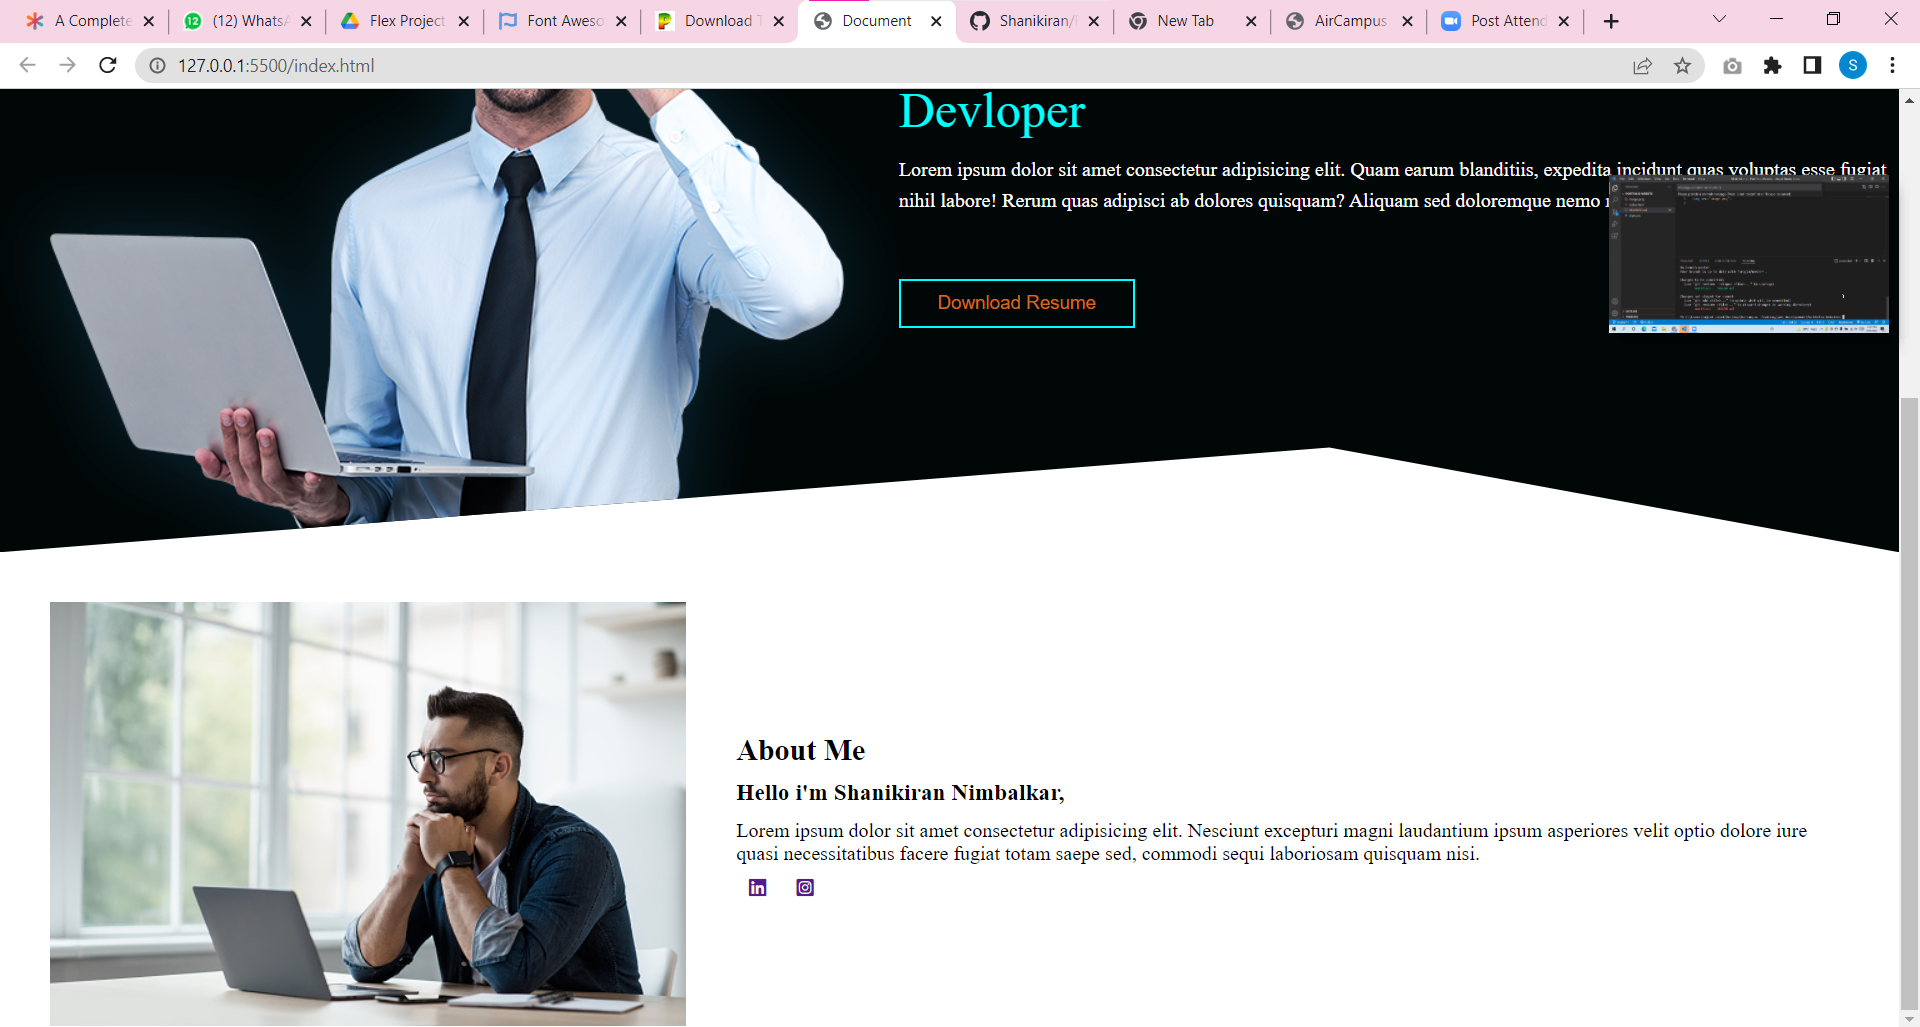 A Complete
(12) WhatsA
Flex Project
Font Aweso
Download T
Document
Shanikiran/
New Tab
AirCampus
Post Attend
127.0.0.1:5500/index.html
S
Devloper
Lorem ipsum dolor sit amet consectetur adipisicing elit. Quam earum blanditiis, expedita incidunt quas voluptas esse fugiat
nihil labore! Rerum quas adipisci ab dolores quisquam? Aliquam sed doloremque nemo
Download Resume
About Me
Hello i'm Shanikiran Nimbalkar,
Lorem ipsum dolor sit amet consectetur adipisicing elit. Nesciunt excepturi magni laudantium ipsum asperiores velit optio dolore iure
quasi necessitatibus facere fugiat totam saepe sed, commodi sequi laboriosam quisquam nisi.